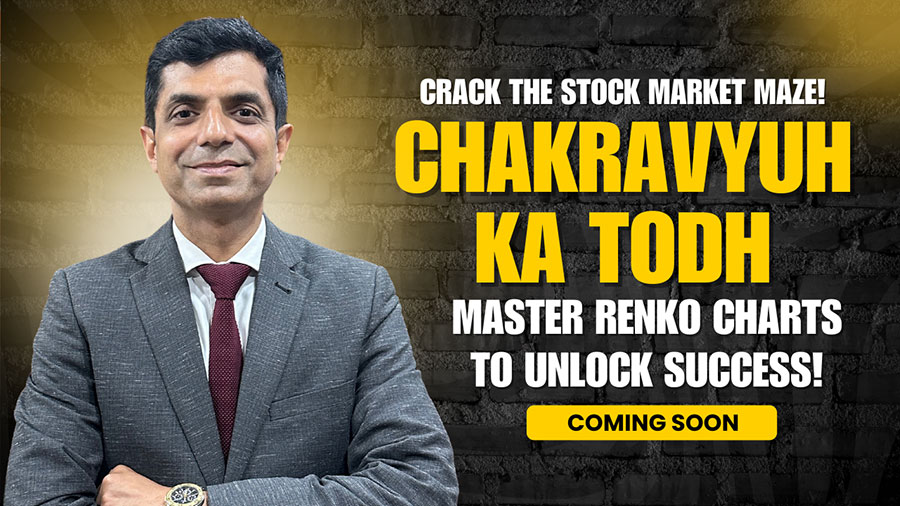 CRACK THE STOCK MARKET MAZE!
CHAKRAVYUH
KA TODH
MASTER RENKO CHARTS
TO UNLOCK SUCCESS!
COMING SOON